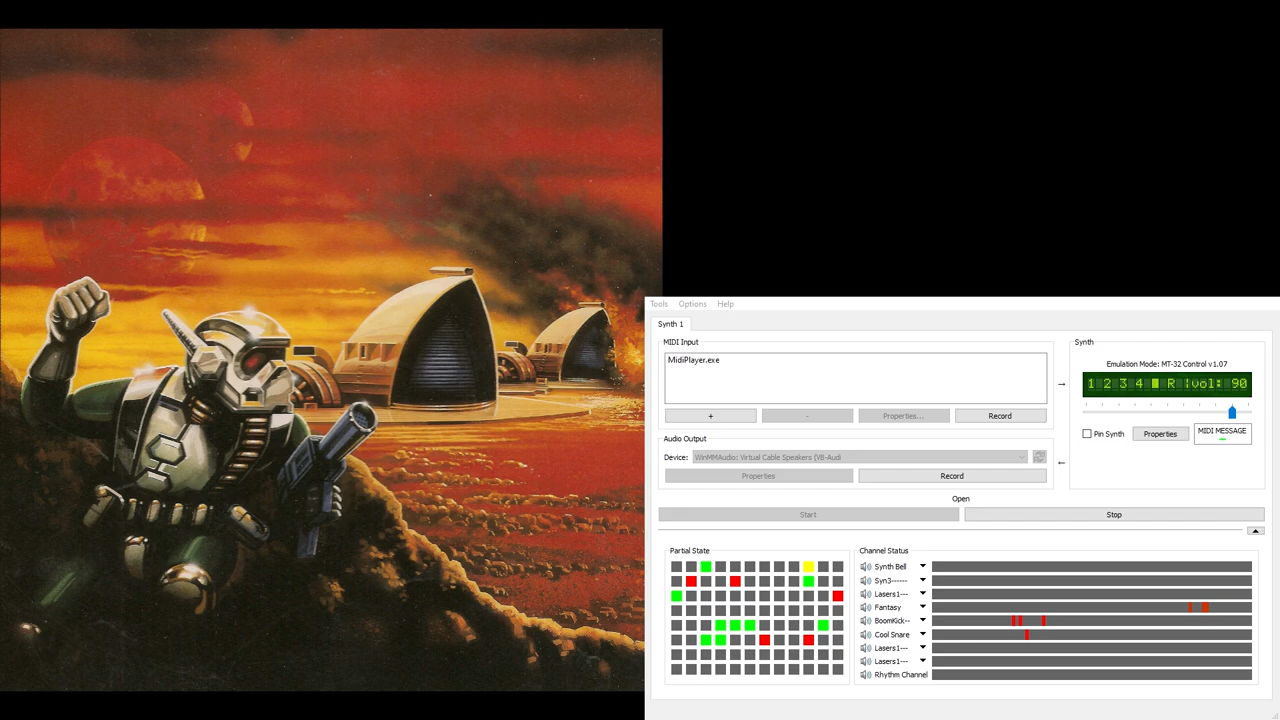 Tools Options Help
Synth 1
MIDI Input
MidiPlayer.exe
+ - Properties... Record
Audio Output
Device: WinMMAudio: Virtual Cable Speakers (VB-Audi
Properties Record
Synth
Emulation Mode: MT-32 Control v1.07
1 2 3 4 R |vol: 90
Pin Synth Properties MIDI MESSAGE
Open
Start Stop
Partial State
Channel Status
Synth Bell
Syn3------
Lasers1---
Fantasy
BoomKick--
Cool Snare
Lasers1---
Lasers1---
Rhythm Channel